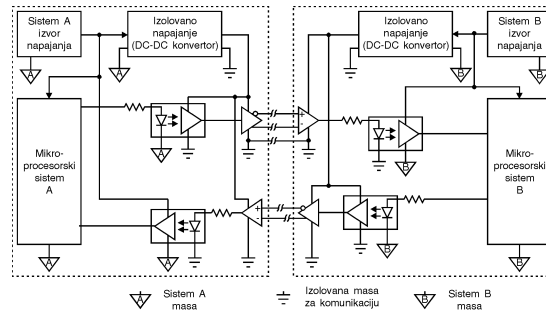 Sistem A
izvor
napajanja
Izolovano
napajanje
(DC-DC konvertor)
Izolovano
napajanje
(DC-DC konvertor)
Sistem B
izvor
napajanja
A
A
B
B
Mikro-
procesorski
sistem
A
A
B
+
-
Mikro-
procesorski
sistem
B
+
-
A
A
B
B
Sistem A
masa
Izolovana masa
za komunikaciju
Sistem B
masa
A
B